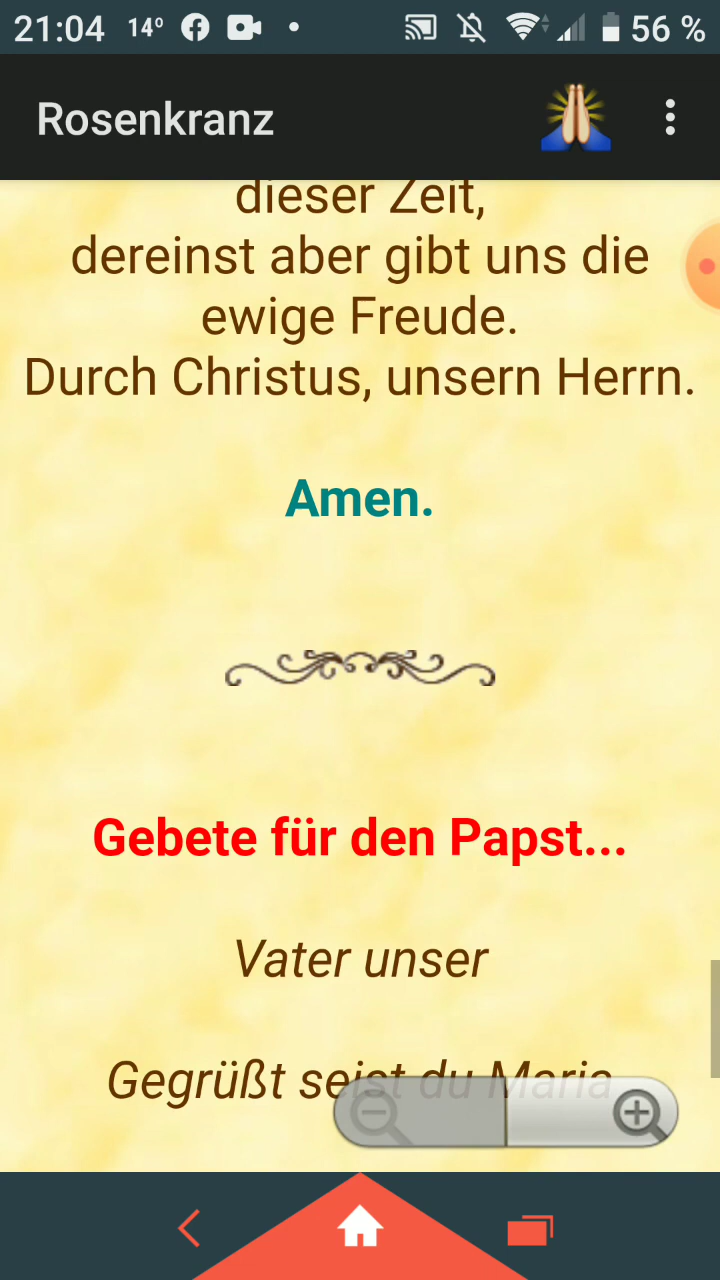 21:04 14° 56 %
Rosenkranz
dieser Zeit,
dereinst aber gibt uns die
ewige Freude.
Durch Christus, unsern Herrn.
Amen.
Gebete für den Papst...
Vater unser
Gegrüßt seist du Maria